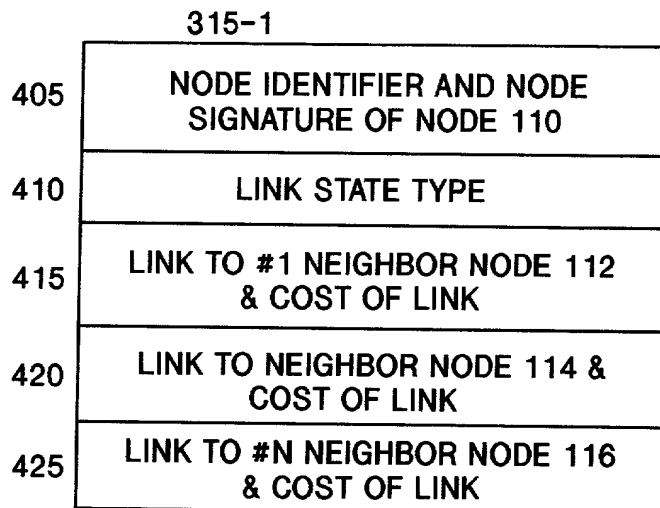 315-1
405
NODE IDENTIFIER AND NODE
SIGNATURE OF NODE 110
410
LINK STATE TYPE
415
LINK TO #1 NEIGHBOR NODE 112
& COST OF LINK
420
LINK TO NEIGHBOR NODE 114 &
COST OF LINK
425
LINK TO #N NEIGHBOR NODE 116
& COST OF LINK